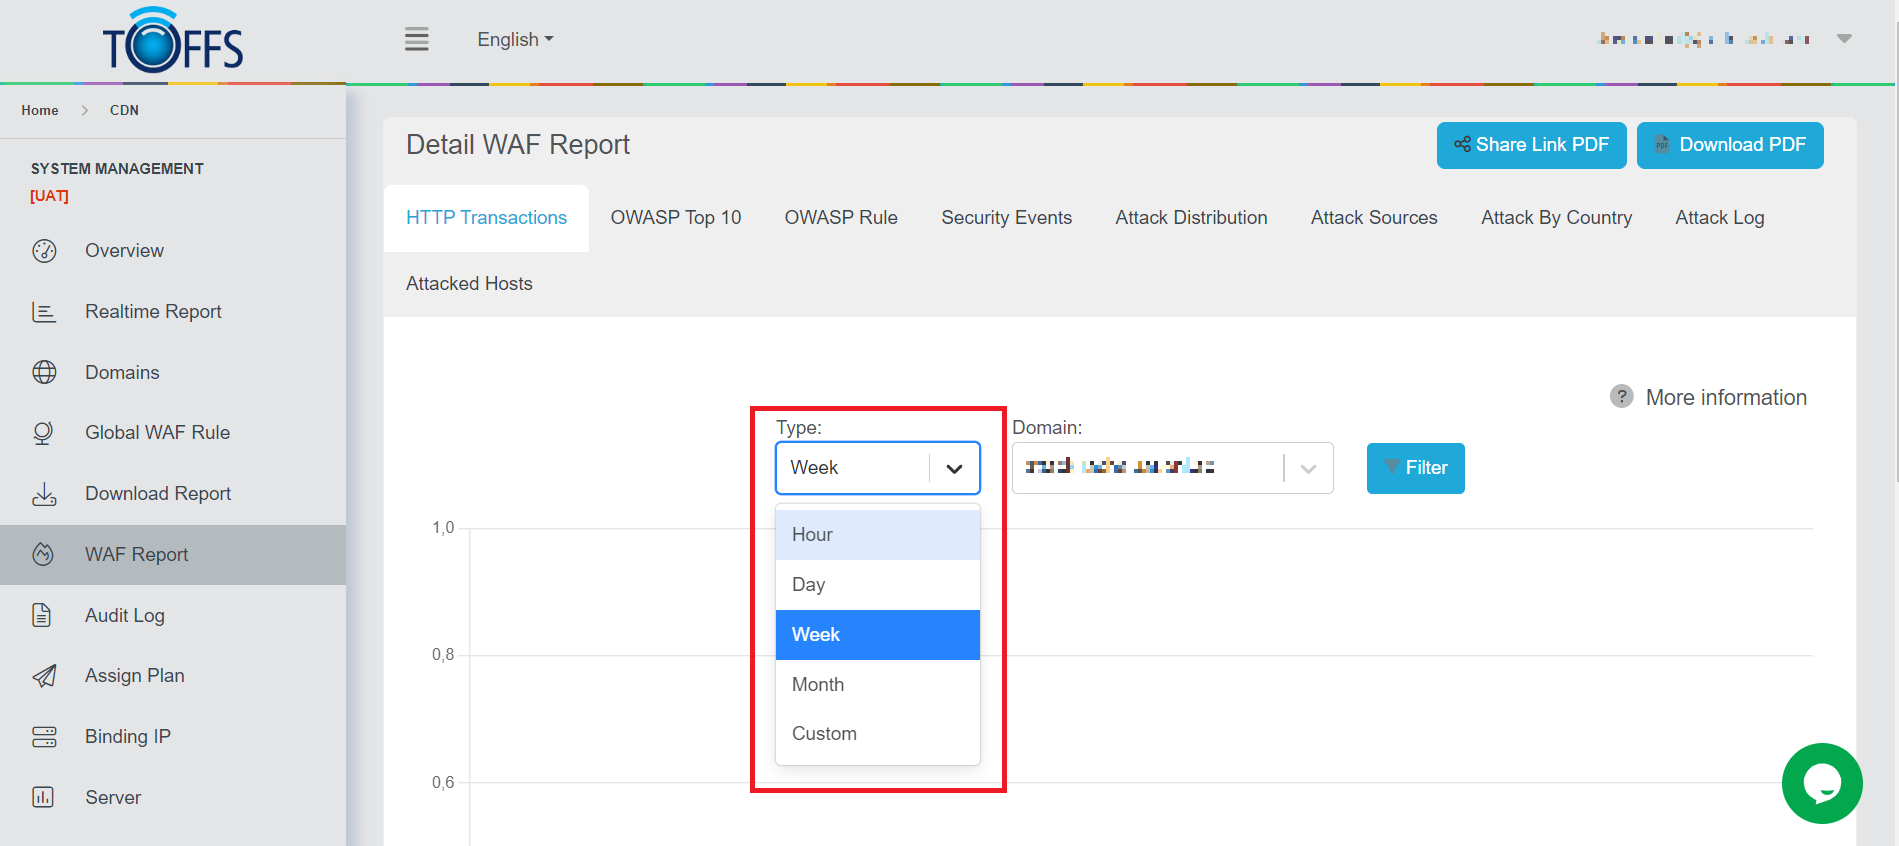 TOFFS
English
Home > CDN
SYSTEM MANAGEMENT
[UAT]
Overview
Realtime Report
Domains
Global WAF Rule
Download Report
WAF Report
Audit Log
Assign Plan
Binding IP
Server
Detail WAF Report
Share Link PDF
PDF Download PDF
HTTP Transactions
OWASP Top 10
OWASP Rule
Security Events
Attack Distribution
Attack Sources
Attack By Country
Attack Log
Attacked Hosts
? More information
Type:
Week
Domain:
Filter
Hour
Day
Week
Month
Custom
1,0
0,8
0,6